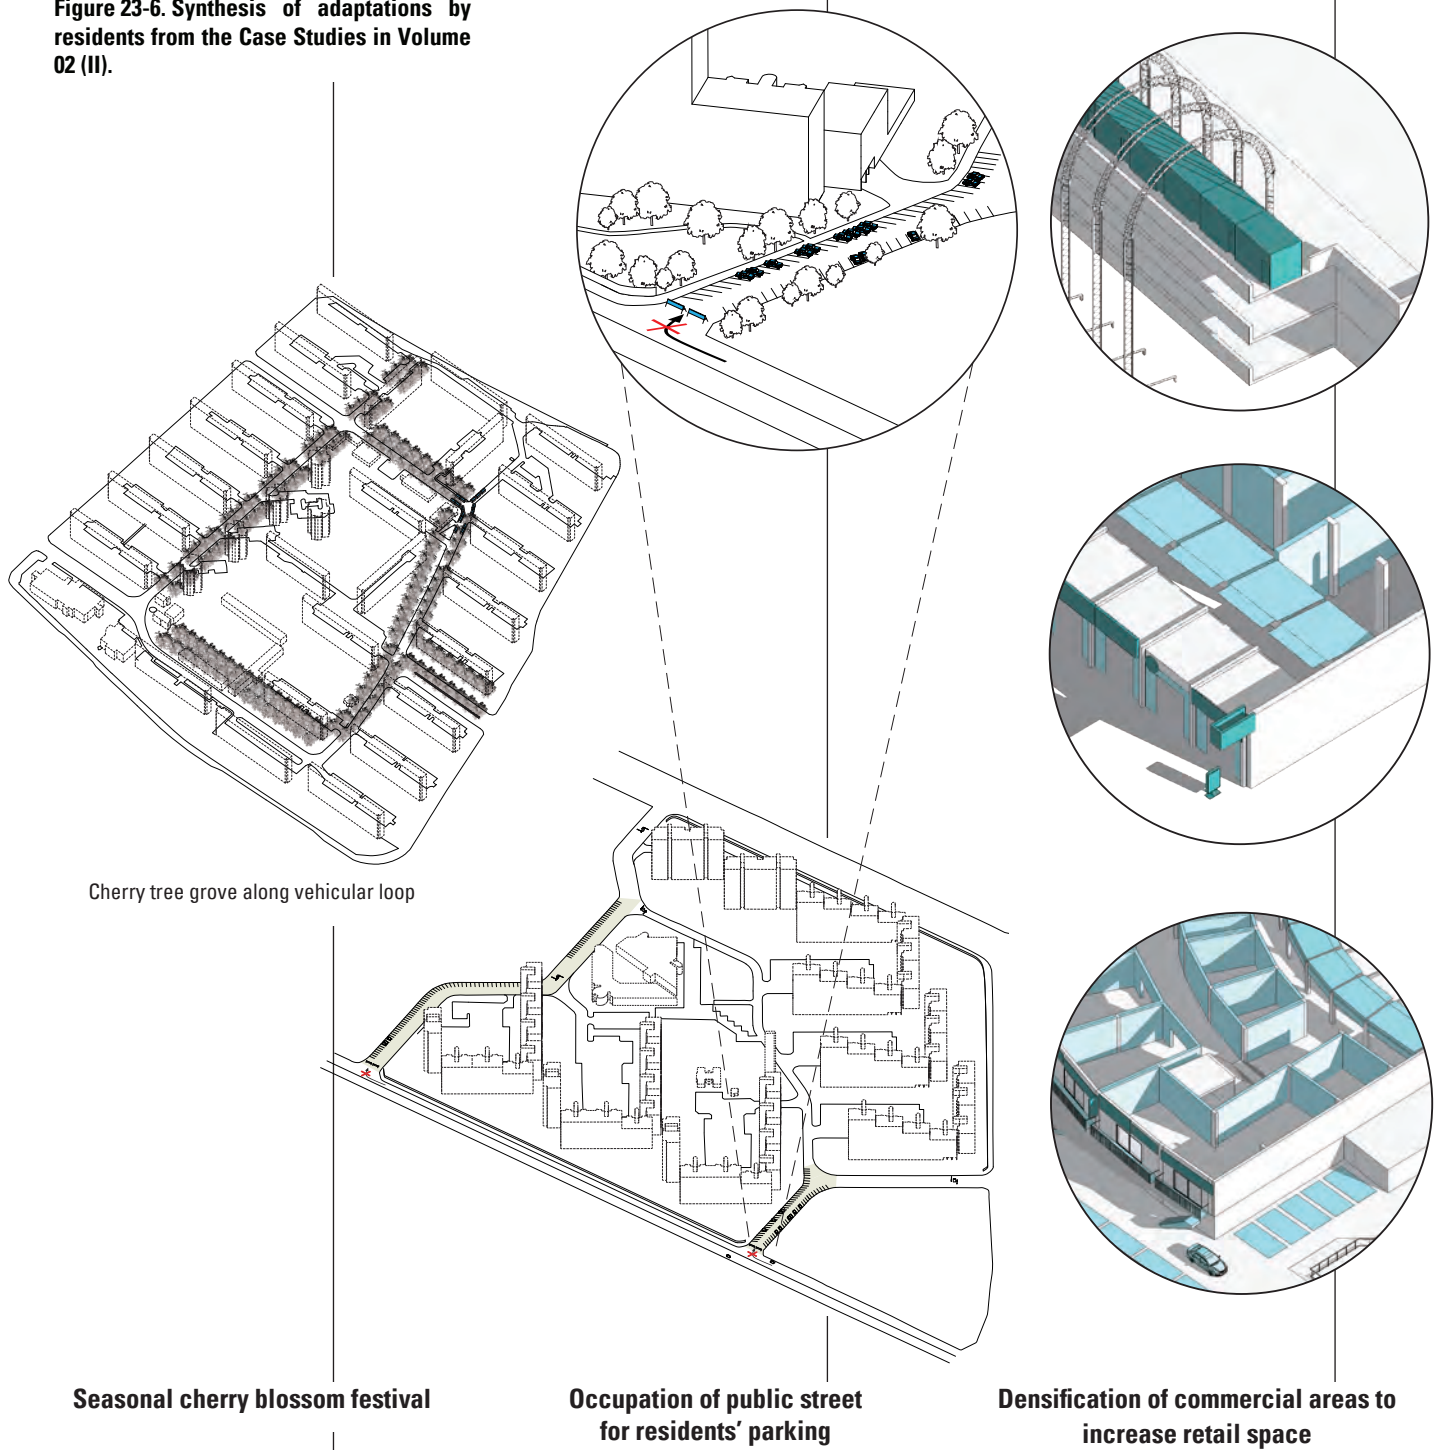 Figure 23-6. Synthesis of adaptations by
residents from the Case Studies in Volume
02 (II).
Cherry tree grove along vehicular loop
Seasonal cherry blossom festival
Occupation of public street
for residents’ parking
Densification of commercial areas to
increase retail space